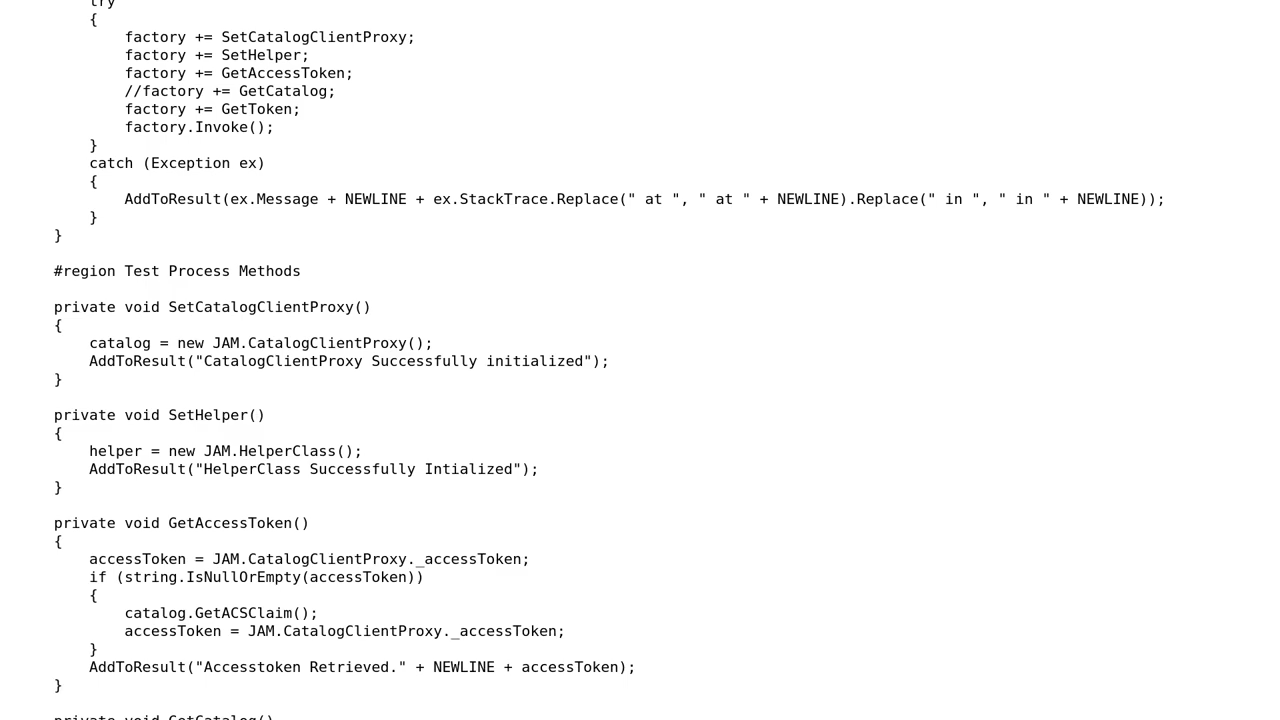 try
{
factory += SetCatalogClientProxy;
factory += SetHelper;
factory += GetAccessToken;
//factory += GetCatalog;
factory += GetToken;
factory.Invoke();
}
catch (Exception ex)
{
AddToResult(ex.Message + NEWLINE + ex.StackTrace.Replace(" at ", " at " + NEWLINE).Replace(" in ", " in " + NEWLINE));
}
}
#region Test Process Methods
private void SetCatalogClientProxy()
{
catalog = new JAM.CatalogClientProxy();
AddToResult("CatalogClientProxy Successfully initialized");
}
private void SetHelper()
{
helper = new JAM.HelperClass();
AddToResult("HelperClass Successfully Intialized");
}
private void GetAccessToken()
{
accessToken = JAM.CatalogClientProxy._accessToken;
if (string.IsNullOrEmpty(accessToken))
{
catalog.GetACSClaim();
accessToken = JAM.CatalogClientProxy._accessToken;
}
AddToResult("Accesstoken Retrieved." + NEWLINE + accessToken);
}
private void GetCatalog()